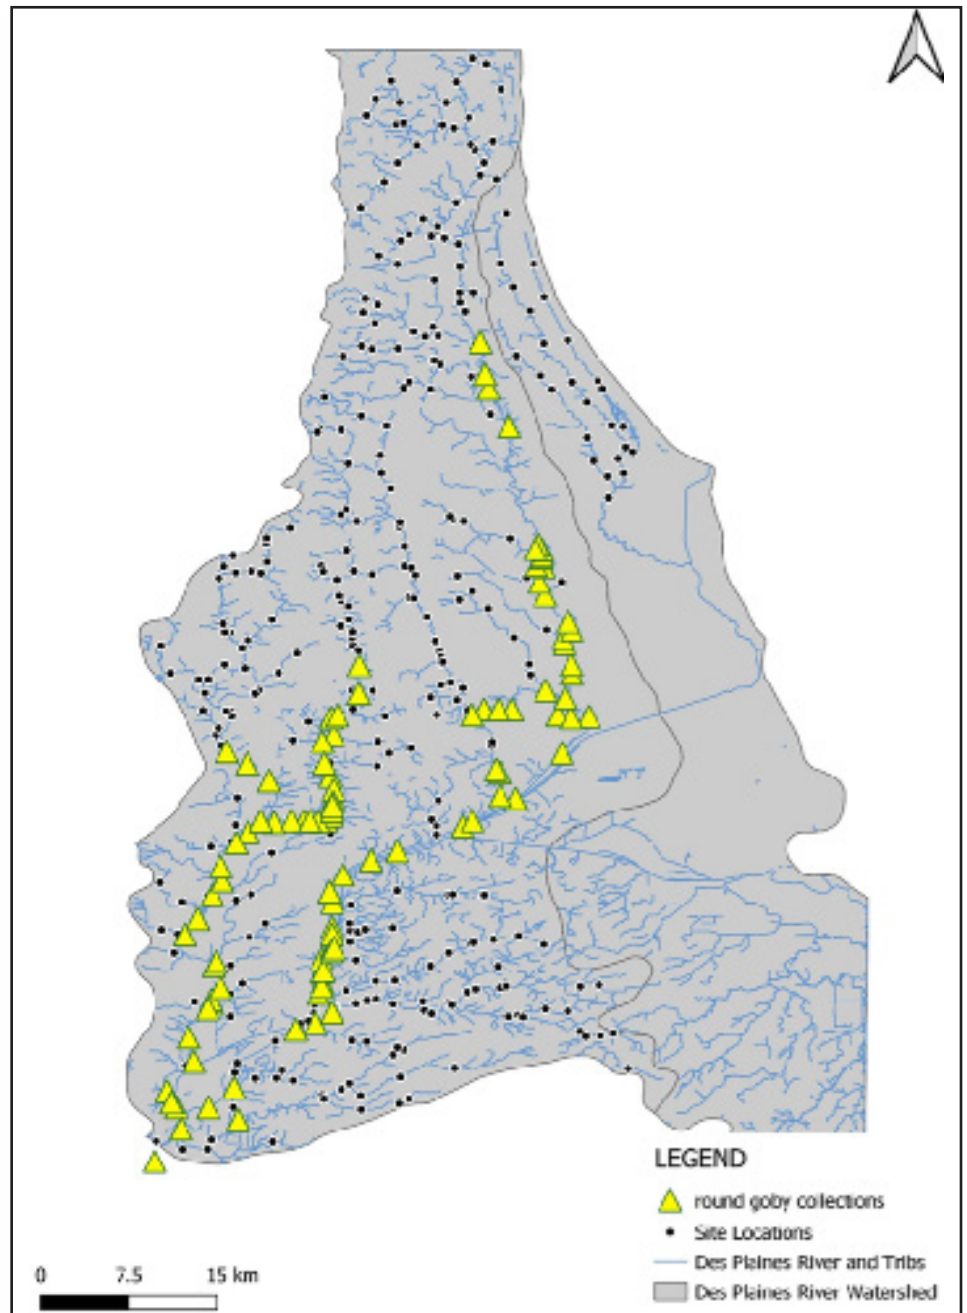 LEGEND
round goby collections
Site Locations
Des Plaines River and Tribs
Des Plaines River Watershed
0 7.5 15 km